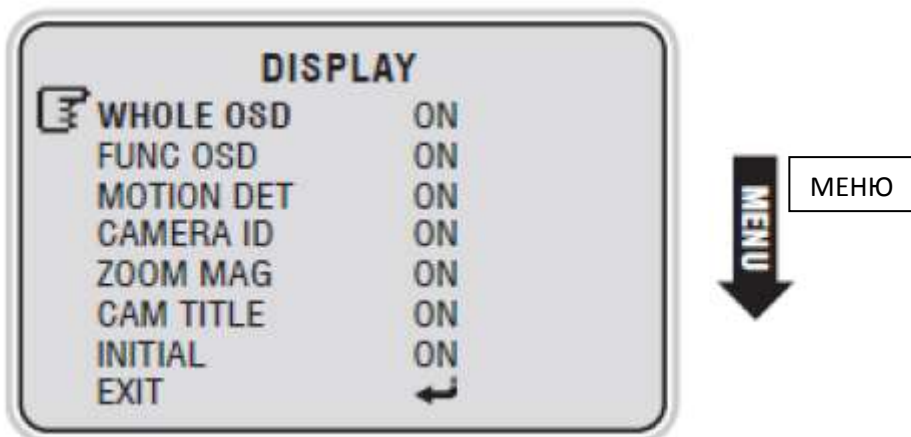 DISPLAY
WHOLE OSD ON
FUNC OSD ON
MOTION DET ON
CAMERA ID ON
ZOOM MAG ON
CAM TITLE ON
INITIAL ON
EXIT
MENU
МЕНЮ